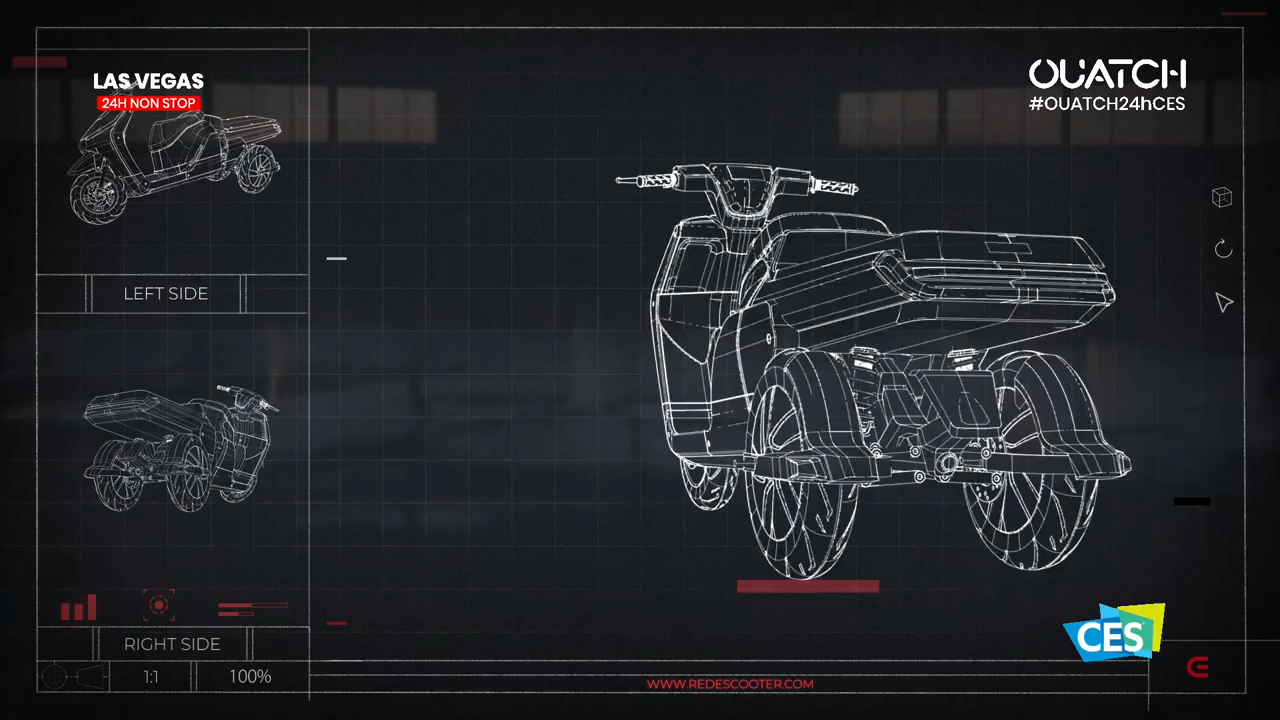 LAS VEGAS
24H NON STOP
OUATCH
#OUATCH24hCES
LEFT SIDE
RIGHT SIDE
1:1
100%
WWW.REDESCOOTER.COM
CES